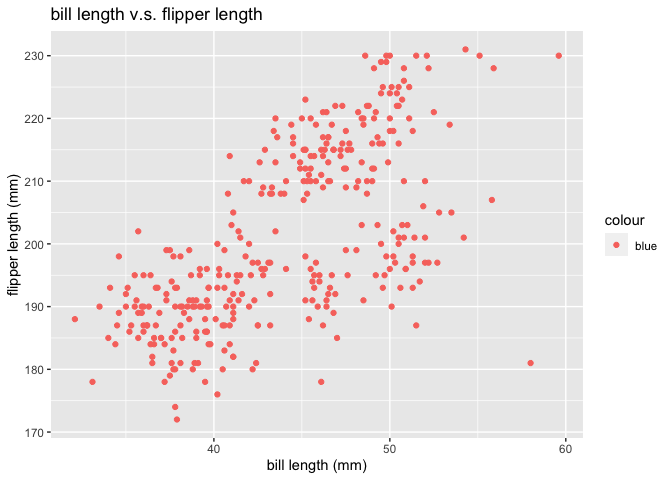 bill length v.s. flipper length
230
220
210
200
190
180
170
flipper length (mm)
40
50
60
bill length (mm)
colour
blue